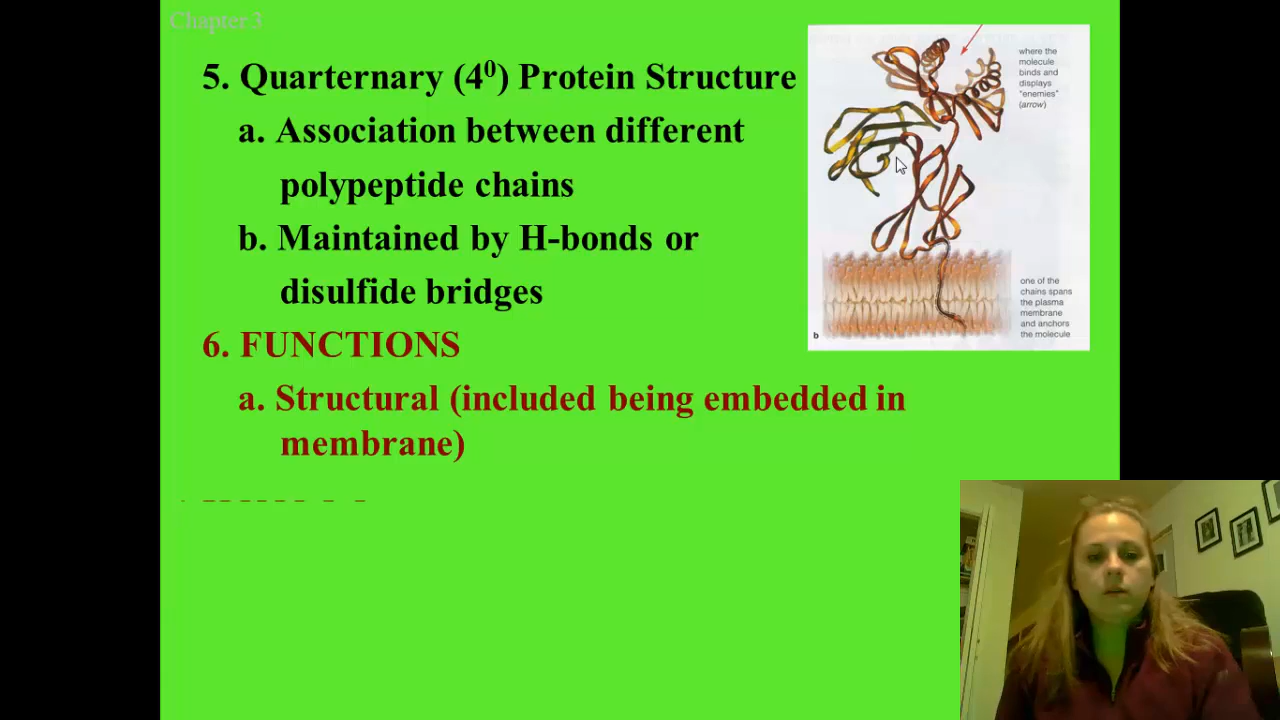 Chapter 3
5. Quarternary (4⁰) Protein Structure
a. Association between different
polypeptide chains
b. Maintained by H-bonds or
disulfide bridges
6. FUNCTIONS
a. Structural (included being embedded in
membrane)
where the
molecule
binds and
displays
"enemies"
(arrow)
one of the
chains spans
the plasma
membrane
and anchors
the molecule
b